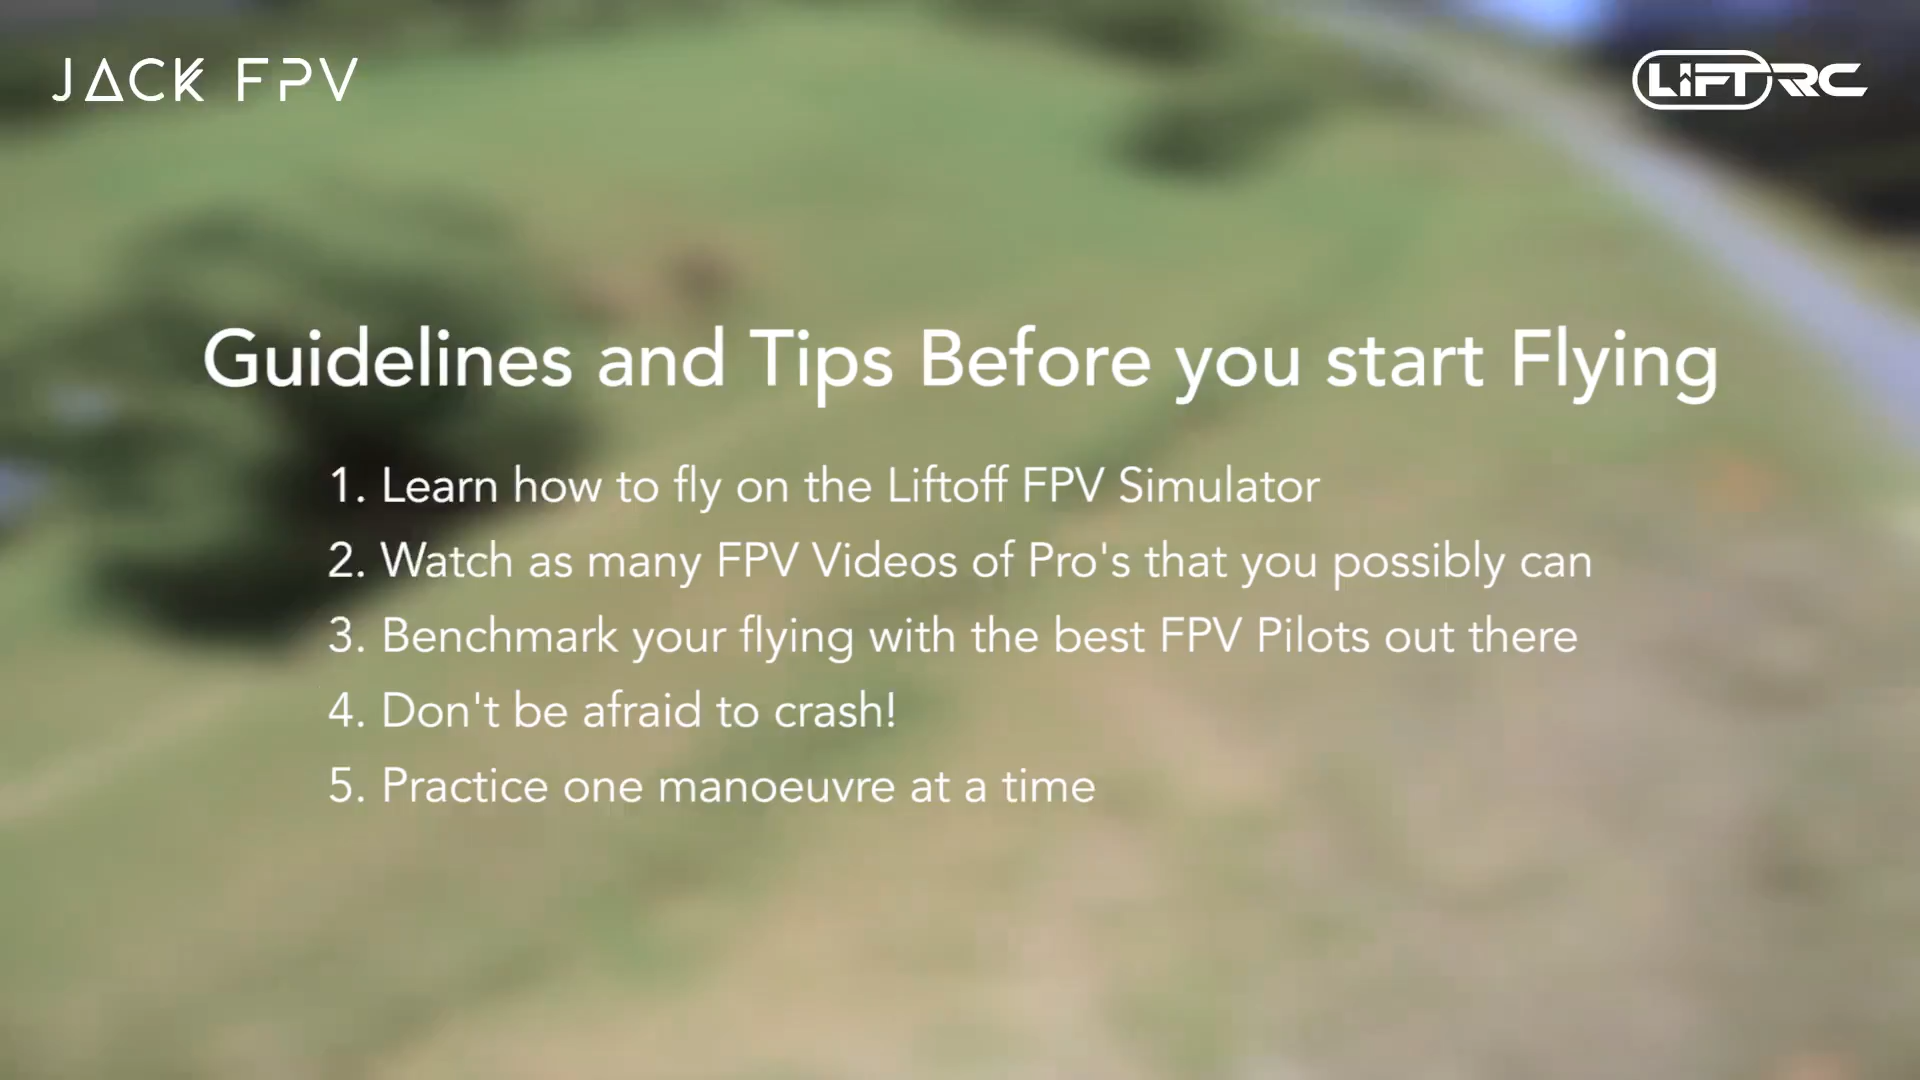 JACK FPV
LIFT RC
Guidelines and Tips Before you start Flying
1. Learn how to fly on the Liftoff FPV Simulator
2. Watch as many FPV Videos of Pro's that you possibly can
3. Benchmark your flying with the best FPV Pilots out there
4. Don't be afraid to crash!
5. Practice one manoeuvre at a time